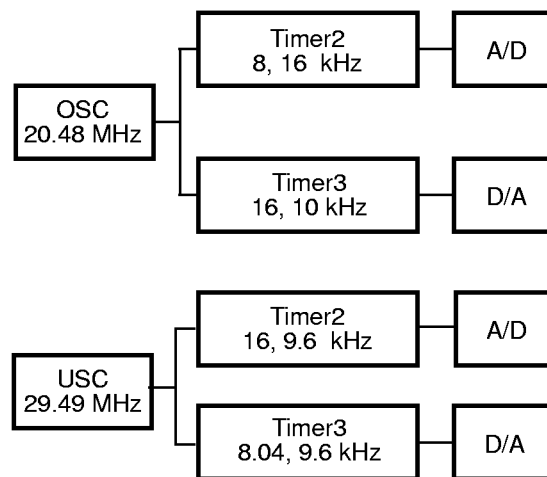 Timer2
8, 16 kHz
A/D
OSC
20.48 MHz
Timer3
16, 10 kHz
D/A
Timer2
16, 9.6 kHz
A/D
USC
29.49 MHz
Timer3
8.04, 9.6 kHz
D/A